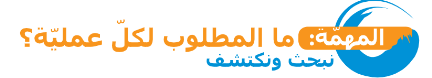 المهمّة: ما المطلوب لكلّ عمليّة؟
نبحث ونكتشف